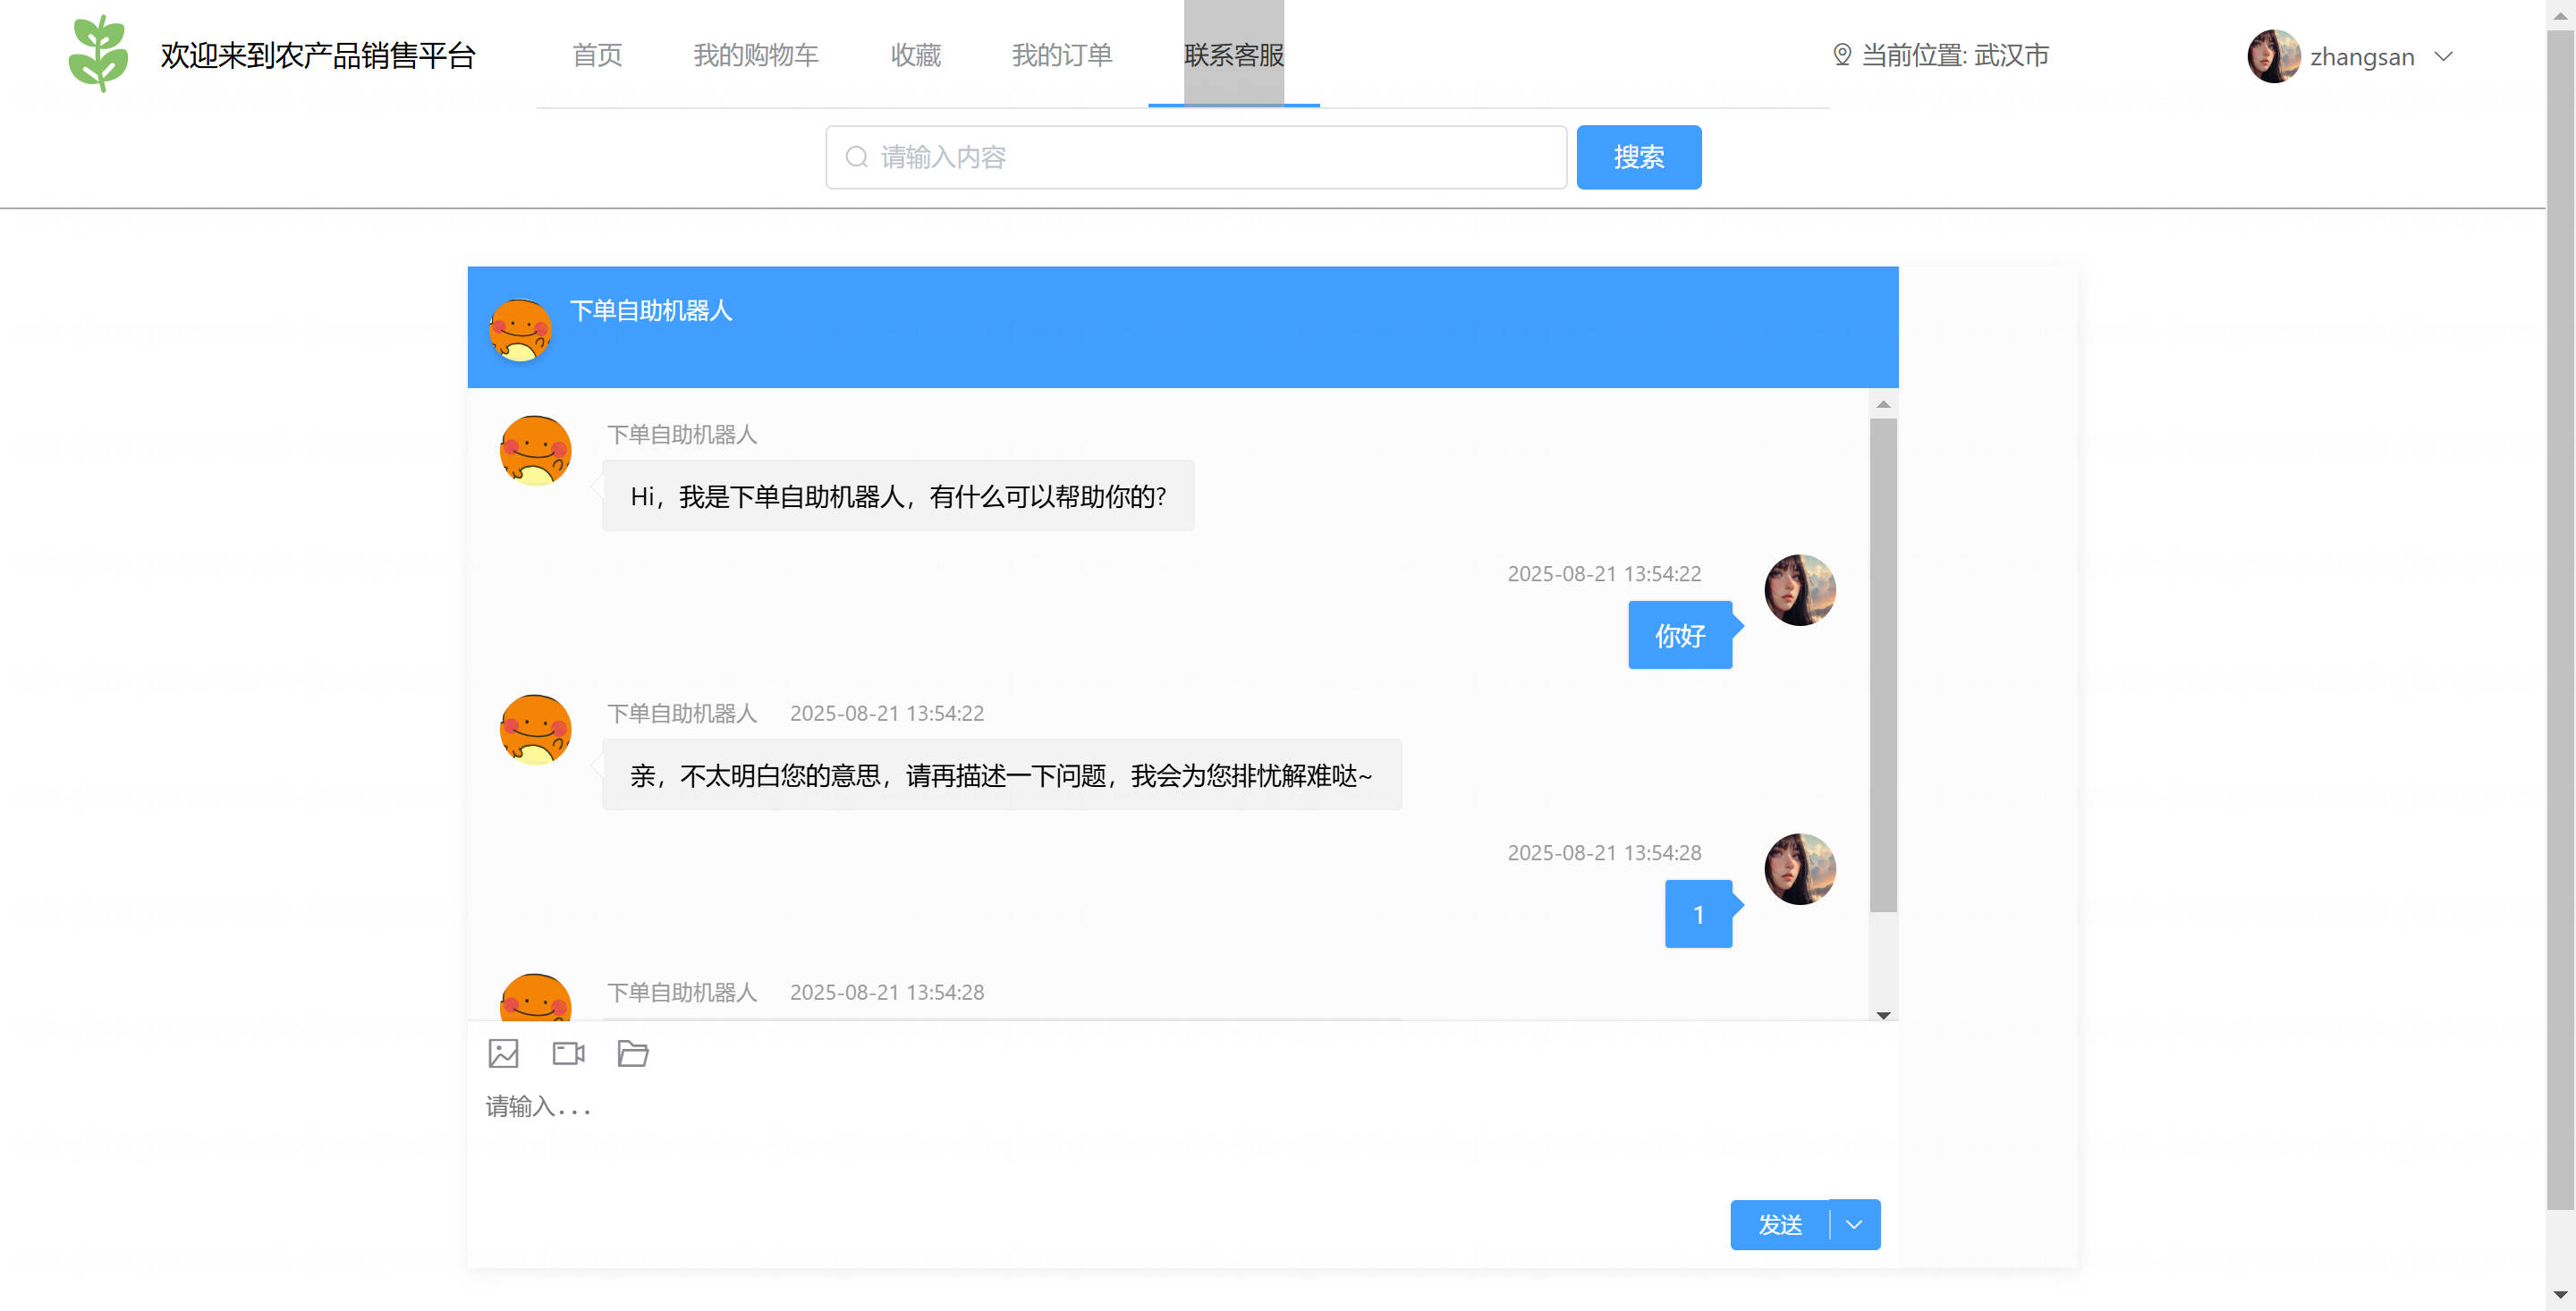 欢迎来到农产品销售平台 首页 我的购物车 收藏 我的订单 联系客服 当前位置: 武汉市 zhangsan
请输入内容 搜索
下单自助机器人
下单自助机器人
Hi，我是下单自助机器人，有什么可以帮助你的?
2025-08-21 13:54:22
你好
下单自助机器人 2025-08-21 13:54:22
亲，不太明白您的意思，请再描述一下问题，我会为您排忧解难哒~
2025-08-21 13:54:28
1
下单自助机器人 2025-08-21 13:54:28
请输入...
发送